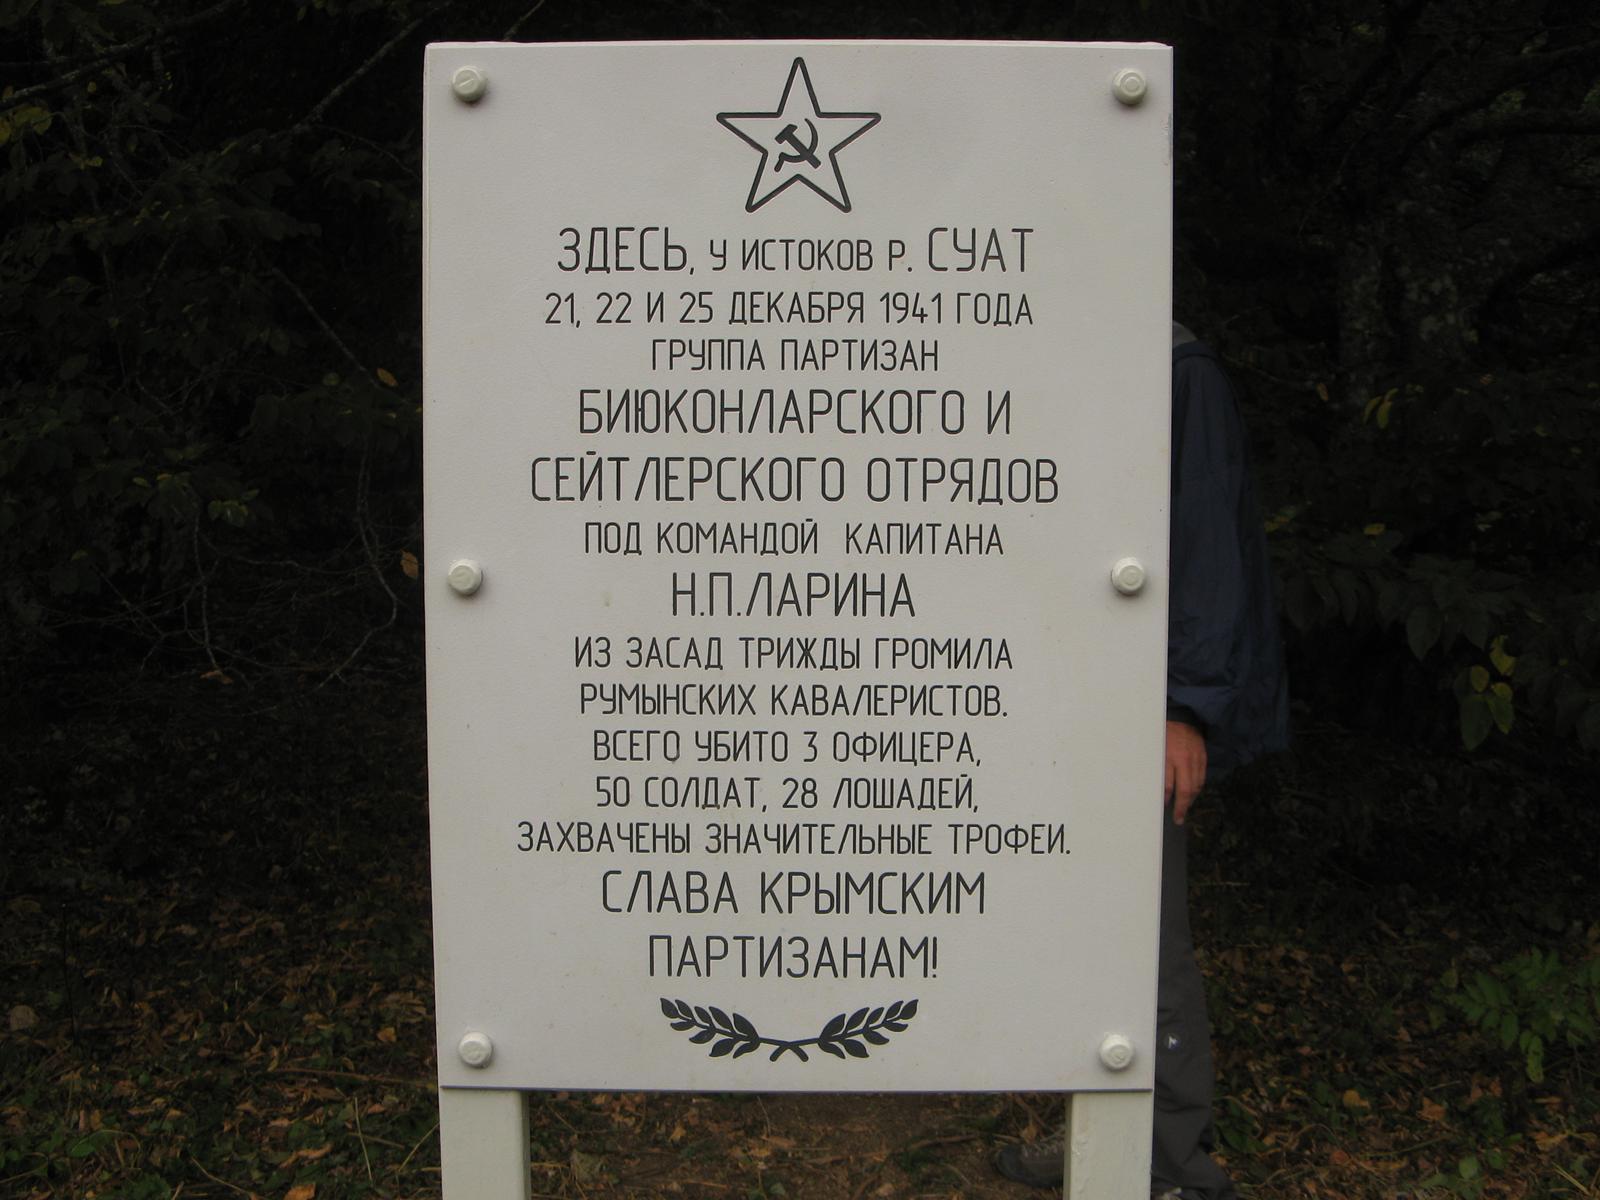 ЗДЕСЬ, У ИСТОКОВ Р. СУАТ
21, 22 И 25 ДЕКАБРЯ 1941 ГОДА
ГРУППА ПАРТИЗАН
БИЮКОНЛАРСКОГО И
СЕЙТЛЕРСКОГО ОТРЯДОВ
ПОД КОМАНДОЙ КАПИТАНА
Н.П.ЛАРИНА
ИЗ ЗАСАД ТРИЖДЫ ГРОМИЛА
РУМЫНСКИХ КАВАЛЕРИСТОВ.
ВСЕГО УБИТО 3 ОФИЦЕРА,
50 СОЛДАТ, 28 ЛОШАДЕЙ,
ЗАХВАЧЕНЫ ЗНАЧИТЕЛЬНЫЕ ТРОФЕИ.
СЛАВА КРЫМСКИМ
ПАРТИЗАНАМ!